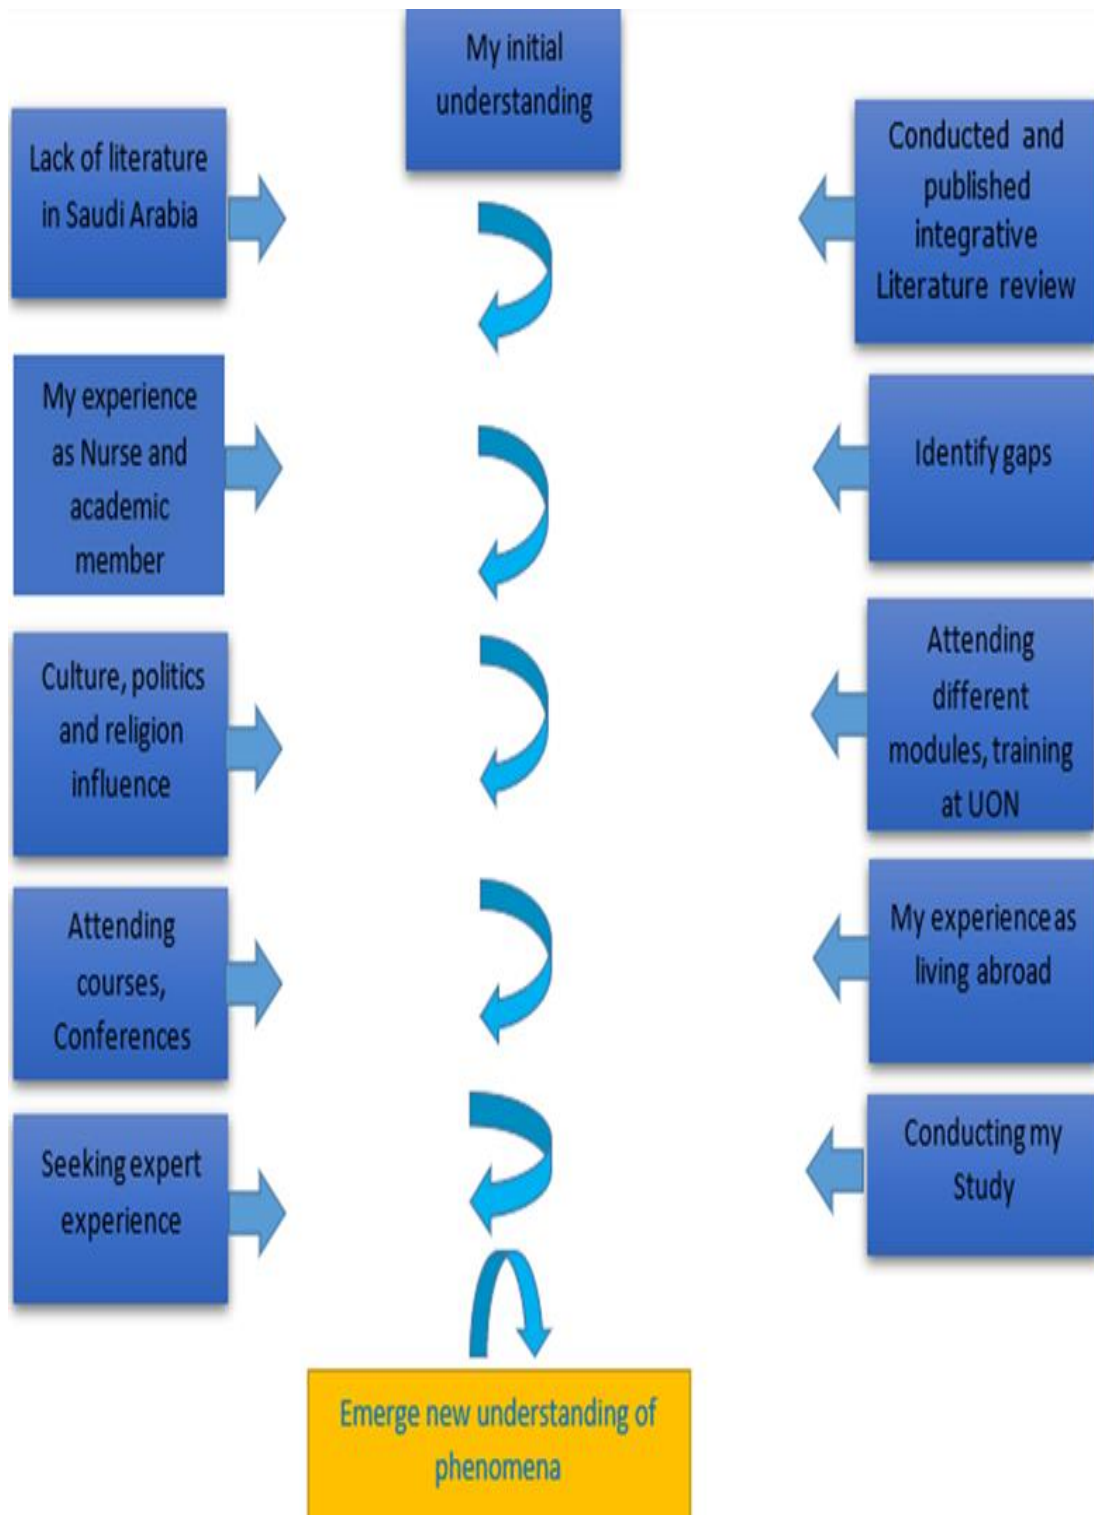 My initial
understanding
Lack of literature
in Saudi Arabia
Conducted and
published
integrative
Literature review
My experience
as Nurse and
academic
member
Identify gaps
Culture, politics
and religion
influence
Attending
different
modules, training
at UON
Attending
courses,
Conferences
My experience as
living abroad
Seeking expert
experience
Conducting my
Study
Emerge new understanding of
phenomena